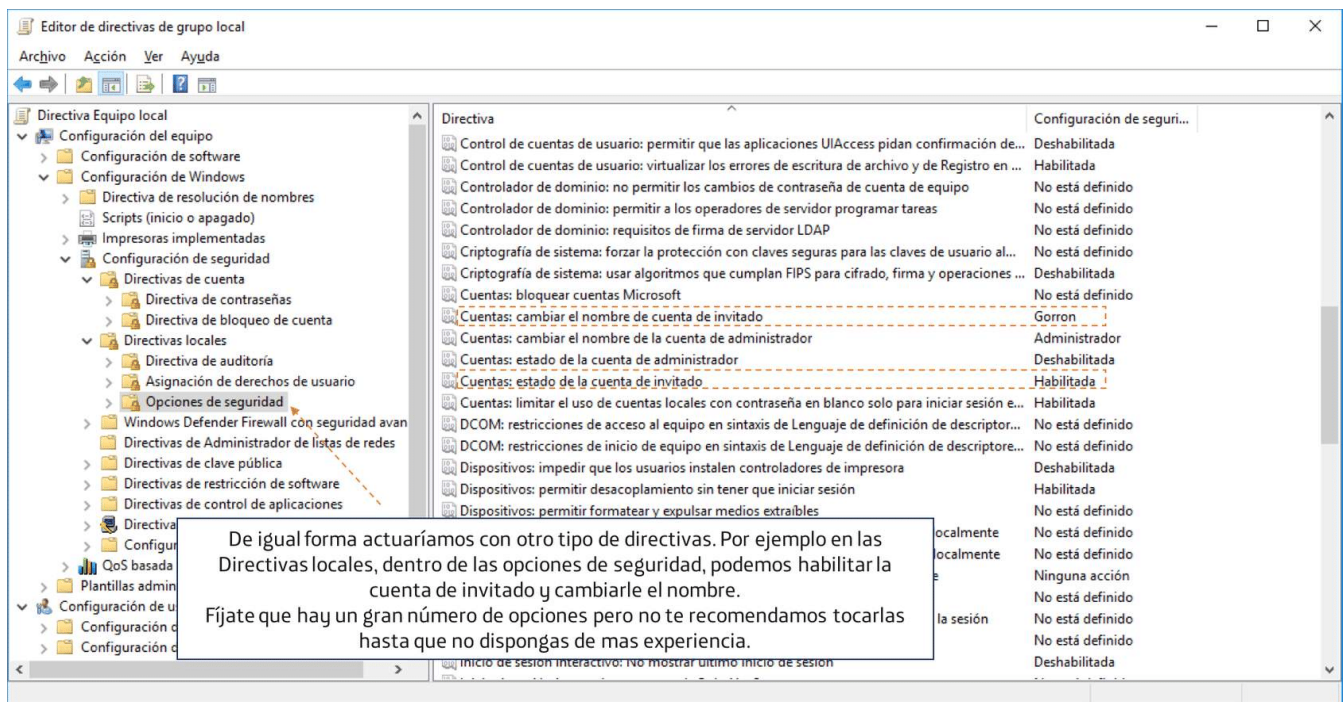 Editor de directivas de grupo local
Archivo Acción Ver Ayuda
Directiva Equipo local
Configuración del equipo
Configuración de software
Configuración de Windows
Directiva de resolución de nombres
Scripts (inicio o apagado)
Impresoras implementadas
Configuración de seguridad
Directivas de cuenta
Directiva de contraseñas
Directiva de bloqueo de cuenta
Directivas locales
Directiva de auditoría
Asignación de derechos de usuario
Opciones de seguridad
Windows Defender Firewall con seguridad avan
Directivas de Administrador de listas de redes
Directivas de clave pública
Directivas de restricción de software
Directivas de control de aplicaciones
Directiva
Configur
QoS basada
Plantillas admin
Configuración de u
Configuración d
Configuración d
Directiva Configuración de seguri...
Control de cuentas de usuario: permitir que las aplicaciones UIAccess pidan confirmación de... Deshabilitada
Control de cuentas de usuario: virtualizar los errores de escritura de archivo y de Registro en ... Habilitada
Controlador de dominio: no permitir los cambios de contraseña de cuenta de equipo No está definido
Controlador de dominio: permitir a los operadores de servidor programar tareas No está definido
Controlador de dominio: requisitos de firma de servidor LDAP No está definido
Criptografía de sistema: forzar la protección con claves seguras para las claves de usuario al... No está definido
Criptografía de sistema: usar algoritmos que cumplan FIPS para cifrado, firma y operaciones ... Deshabilitada
Cuentas: bloquear cuentas Microsoft No está definido
Cuentas: cambiar el nombre de cuenta de invitado Gorron
Cuentas: cambiar el nombre de la cuenta de administrador Administrador
Cuentas: estado de la cuenta de administrador Deshabilitada
Cuentas: estado de la cuenta de invitado Habilitada
Cuentas: limitar el uso de cuentas locales con contraseña en blanco solo para iniciar sesión e... Habilitada
DCOM: restricciones de acceso al equipo en sintaxis de Lenguaje de definición de descriptor... No está definido
DCOM: restricciones de inicio de equipo en sintaxis de Lenguaje de definición de descriptore... No está definido
Dispositivos: impedir que los usuarios instalen controladores de impresora Deshabilitada
Dispositivos: permitir desacoplamiento sin tener que iniciar sesión Habilitada
Dispositivos: permitir formatear y expulsar medios extraíbles No está definido
localmente No está definido
localmente No está definido
Ninguna acción
No está definido
la sesión No está definido
No está definido
Inicio de sesión interactivo: No mostrar último inicio de sesión Deshabilitada
De igual forma actuaríamos con otro tipo de directivas. Por ejemplo en las
Directivas locales, dentro de las opciones de seguridad, podemos habilitar la
cuenta de invitado y cambiarle el nombre.
Fíjate que hay un gran número de opciones pero no te recomendamos tocarlas
hasta que no dispongas de mas experiencia.